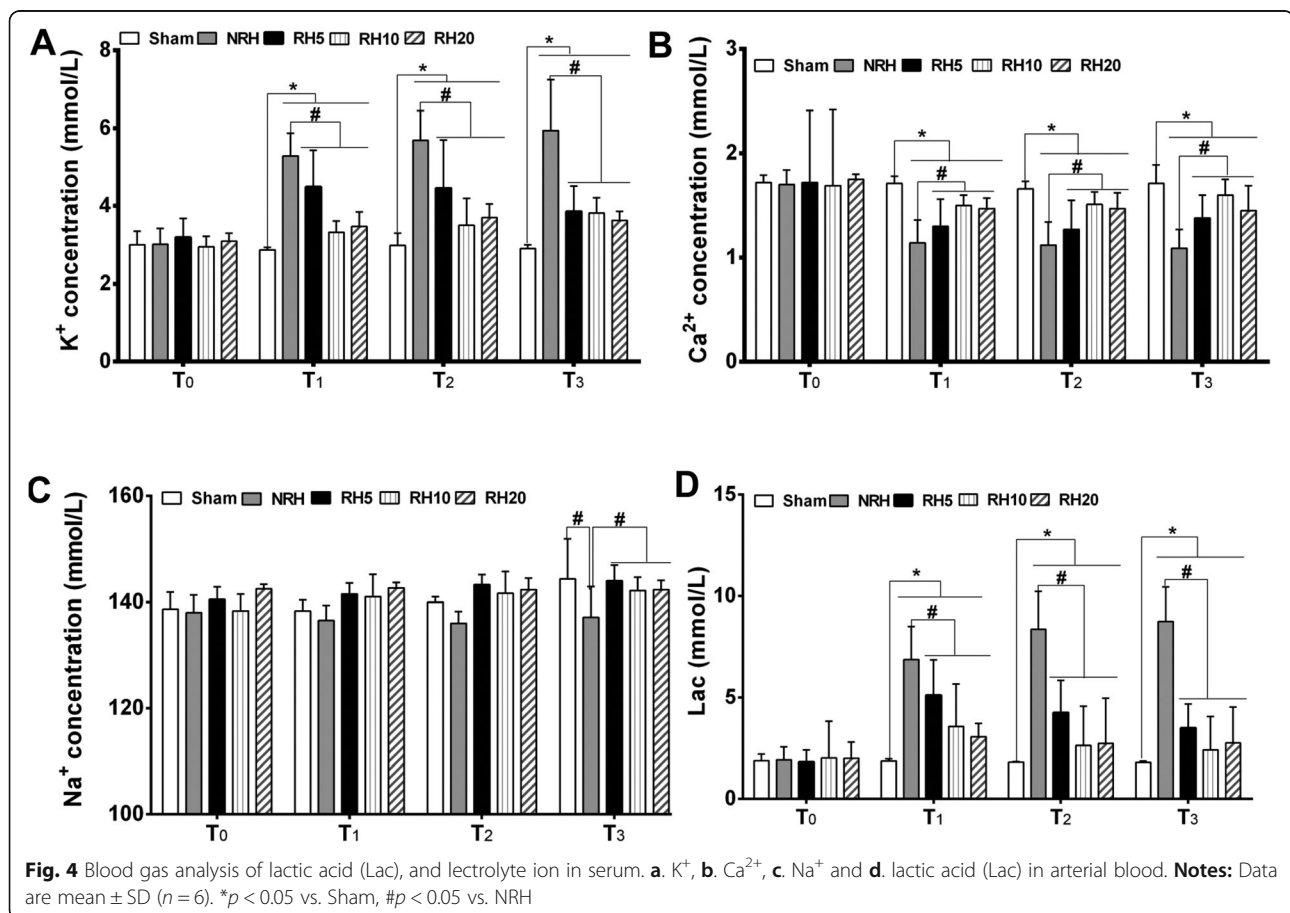 A
Sham NRH RH5 RH10 RH20
K⁺ concentration (mmol/L)
8
6
4
2
0
* * *
# # #
T0 T1 T2 T3
B
Sham NRH RH5 RH10 RH20
Ca²⁺ concentration (mmol/L)
3
2
1
0
* * *
# # #
T0 T1 T2 T3
C
Sham NRH RH5 RH10 RH20
Na⁺ concentration (mmol/L)
160
140
120
100
# #
T0 T1 T2 T3
D
Sham NRH RH5 RH10 RH20
Lac (mmol/L)
15
10
5
0
* * *
# # #
T0 T1 T2 T3
Fig. 4 Blood gas analysis of lactic acid (Lac), and lectrolyte ion in serum. a. K⁺, b. Ca²⁺, c. Na⁺ and d. lactic acid (Lac) in arterial blood. Notes: Data
are mean ± SD (n = 6). *p < 0.05 vs. Sham, #p < 0.05 vs. NRH